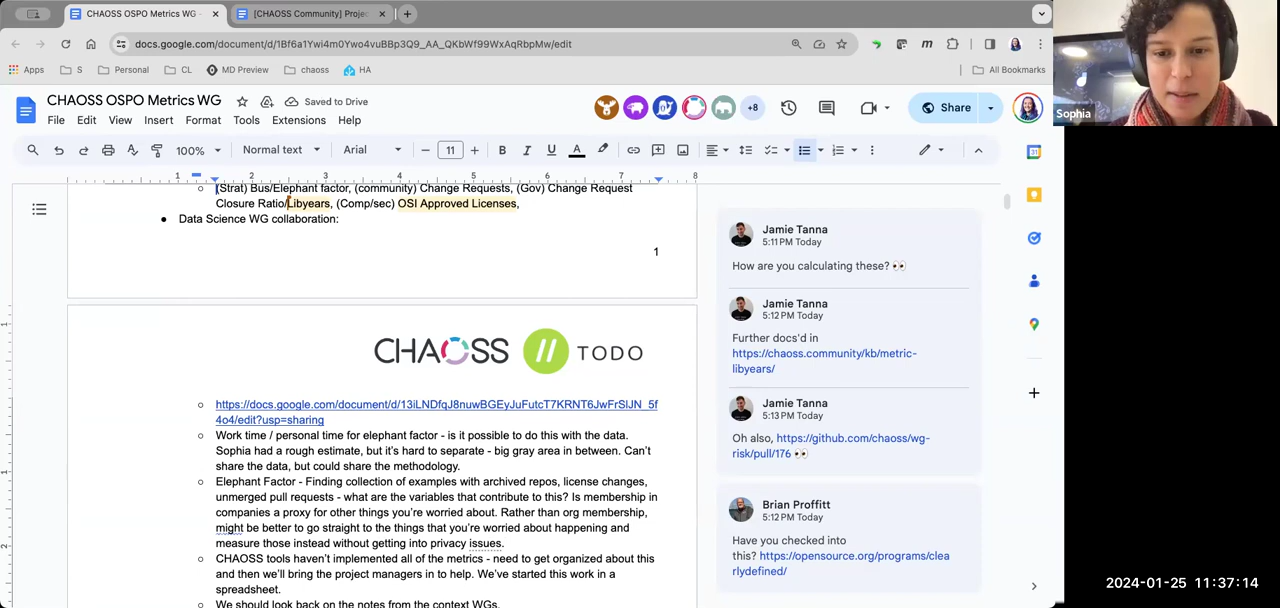 CHAOSS OSPO Metrics WG -
[CHAOSS Community] Proje
docs.google.com/document/d/1Bf6a1Ywi4m0Ywo4vuBBp3Q9_AA_QKbWf99WxAqRbpMw/edit
Apps
S
Personal
CL
MD Preview
chaoss
HA
All Bookmarks
CHAOSS OSPO Metrics WG
Saved to Drive
File Edit View Insert Format Tools Extensions Help
+8
Share
100%
Normal text
Arial
11
B I U A
1 2 3 4 5 6 7 8
(Strat) Bus/Elephant factor, (community) Change Requests, (Gov) Change Request
Closure Ratio/Libyears, (Comp/sec) OSI Approved Licenses,
Data Science WG collaboration:
1
CHAOSS // TODO
https://docs.google.com/document/d/13iLNDfqJ8nuwBGEyJuFutcT7KRNT6JwFrSIJN_5f
4o4/edit?usp=sharing
Work time / personal time for elephant factor - is it possible to do this with the data.
Sophia had a rough estimate, but it's hard to separate - big gray area in between. Can't
share the data, but could share the methodology.
Elephant Factor - Finding collection of examples with archived repos, license changes,
unmerged pull requests - what are the variables that contribute to this? Is membership in
companies a proxy for other things you're worried about. Rather than org membership,
might be better to go straight to the things that you're worried about happening and
measure those instead without getting into privacy issues.
CHAOSS tools haven't implemented all of the metrics - need to get organized about this
and then we'll bring the project managers in to help. We've started this work in a
spreadsheet.
We should look back on the notes from the context WGs.
Jamie Tanna
5:11 PM Today
How are you calculating these? 👀
Jamie Tanna
5:12 PM Today
Further docs'd in
https://chaoss.community/kb/metric-
libyears/
Jamie Tanna
5:13 PM Today
Oh also, https://github.com/chaoss/wg-
risk/pull/176 👀
Brian Proffitt
5:12 PM Today
Have you checked into
this? https://opensource.org/programs/clea
rlydefined/
Sophia
2024-01-25 11:37:14